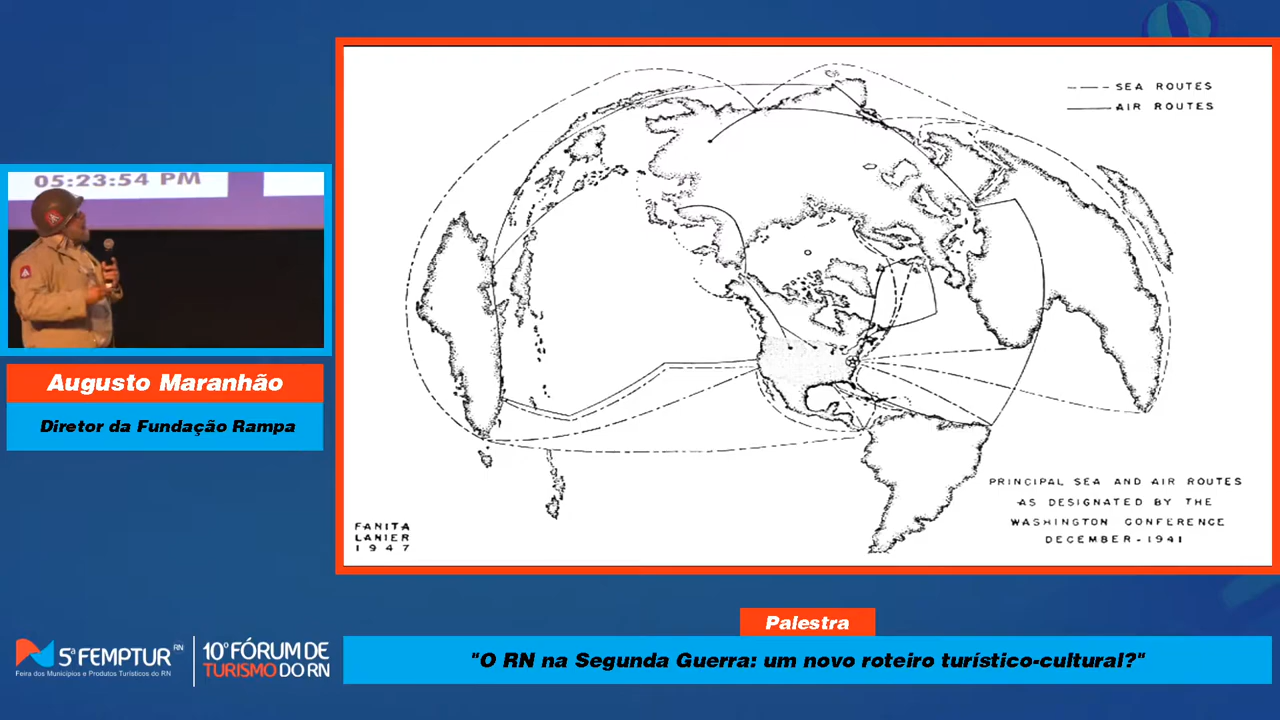 05:23:54 PM
Augusto Maranhão
Diretor da Fundação Rampa
SEA ROUTES
AIR ROUTES
PRINCIPAL SEA AND AIR ROUTES
AS DESIGNATED BY THE
WASHINGTON CONFERENCE
DECEMBER-1941
FANITA
LANIER
1947
5ª FEMPTUR RN
Feira dos Municípios e Produtos Turísticos do RN
10º FÓRUM DE
TURISMO DO RN
Palestra
"O RN na Segunda Guerra: um novo roteiro turístico-cultural?"